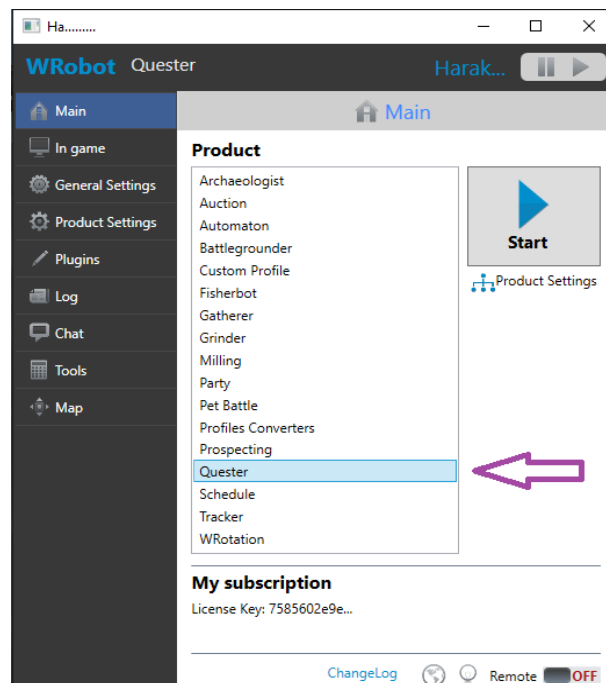 Ha.........
WRobot Quester
Harak...
Main
In game
General Settings
Product Settings
Plugins
Log
Chat
Tools
Map
Main
Product
Archaeologist
Auction
Automaton
Battlegrounder
Custom Profile
Fisherbot
Gatherer
Grinder
Milling
Party
Pet Battle
Profiles Converters
Prospecting
Quester
Schedule
Tracker
WRotation
Start
Product Settings
My subscription
License Key: 7585602e9e...
ChangeLog
Remote OFF